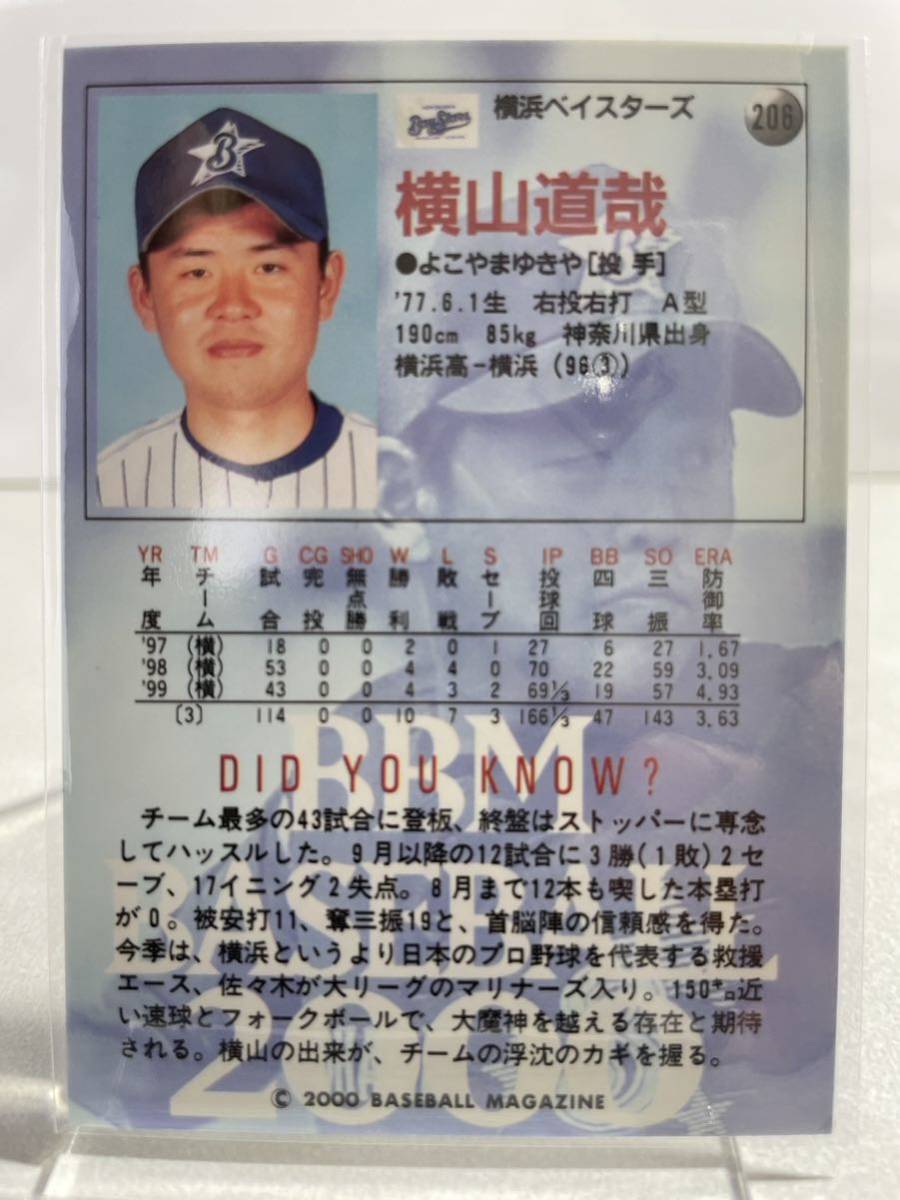 横浜ベイスターズ
206
横山道哉
●よこやまゆきや[投 手]
'77.6.1生 右投右打 A型
190cm 85kg 神奈川県出身
横浜高－横浜 (96③)
YR TM G CG SHO W L S IP BB SO ERA
年度 チーム 試合 完投 無点勝 勝利 敗戦 セーブ 投球回 四球 三振 防御率
'97 (横) 18 0 0 2 0 1 27 6 27 1.67
'98 (横) 53 0 0 4 4 0 70 22 59 3.09
'99 (横) 43 0 0 4 3 2 69⅓ 19 57 4.93
〔3〕 114 0 0 10 7 3 166⅓ 47 143 3.63
DID YOU KNOW?
チーム最多の43試合に登板、終盤はストッパーに専念
してハッスルした。9月以降の12試合に3勝(1敗)2セ
ーブ、17イニング2失点。8月まで12本も喫した本塁打
が0。被安打11、奪三振19と、首脳陣の信頼感を得た。
今季は、横浜というより日本のプロ野球を代表する救援
エース、佐々木が大リーグのマリナーズ入り。150㌔近
い速球とフォークボールで、大魔神を越える存在と期待
される。横山の出来が、チームの浮沈のカギを握る。
BBM
BASEBALL
2000
© 2000 BASEBALL MAGAZINE